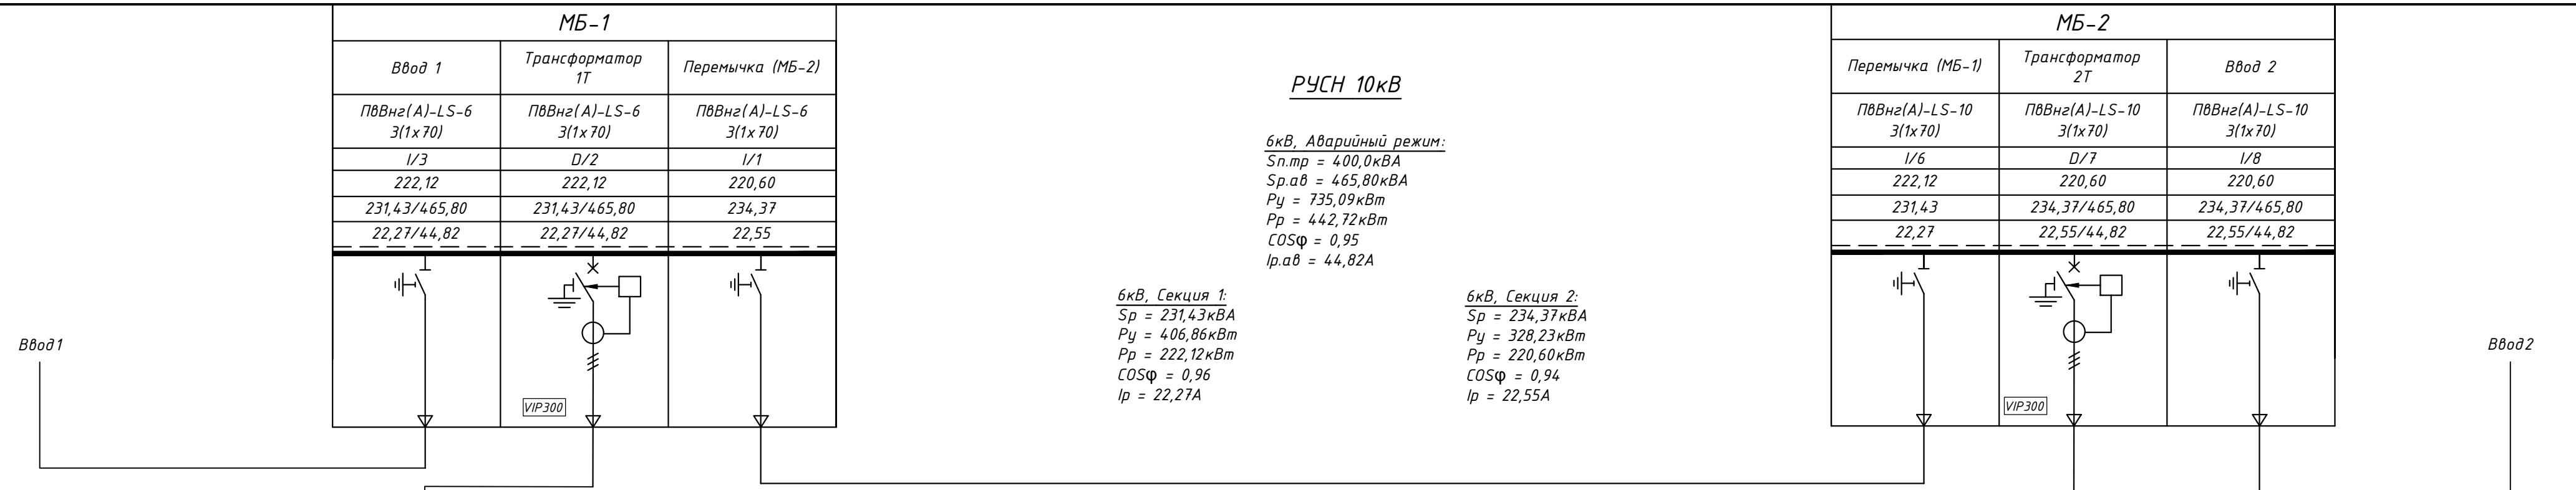 МБ-1
Ввод 1
Трансформатор
1Т
Перемычка (МБ-2)
ПвВнг(А)-LS-6
3(1x70)
ПвВнг(А)-LS-6
3(1x70)
ПвВнг(А)-LS-6
3(1x70)
I/3
D/2
I/1
222,12
222,12
220,60
231,43/465,80
231,43/465,80
234,37
22,27/44,82
22,27/44,82
22,55
VIP300
Ввод1
РУСН 10кВ
6кВ, Аварийный режим:
Sп.тр = 400,0кВА
Sр.ав = 465,80кВА
Ру = 735,09кВт
Рр = 442,72кВт
COSφ = 0,95
Iр.ав = 44,82А
6кВ, Секция 1:
Sр = 231,43кВА
Ру = 406,86кВт
Рр = 222,12кВт
COSφ = 0,96
Iр = 22,27А
6кВ, Секция 2:
Sр = 234,37кВА
Ру = 328,23кВт
Рр = 220,60кВт
COSφ = 0,94
Iр = 22,55А
МБ-2
Перемычка (МБ-1)
Трансформатор
2Т
Ввод 2
ПвВнг(А)-LS-10
3(1x70)
ПвВнг(А)-LS-10
3(1x70)
ПвВнг(А)-LS-10
3(1x70)
I/6
D/7
I/8
222,12
220,60
220,60
231,43
234,37/465,80
234,37/465,80
22,27
22,55/44,82
22,55/44,82
VIP300
Ввод2